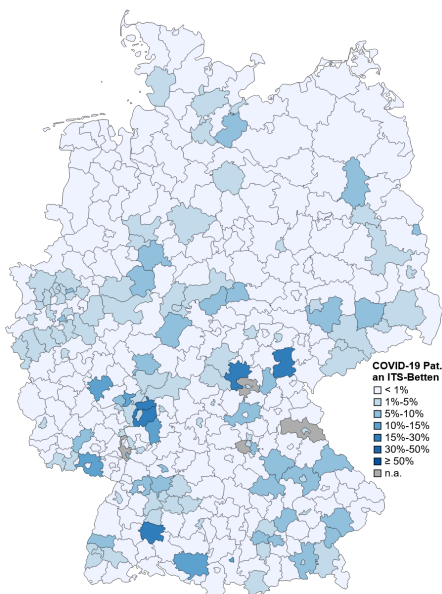 COVID-19 Pat.
an ITS-Betten
< 1%
1%-5%
5%-10%
10%-15%
15%-30%
30%-50%
≥ 50%
n.a.